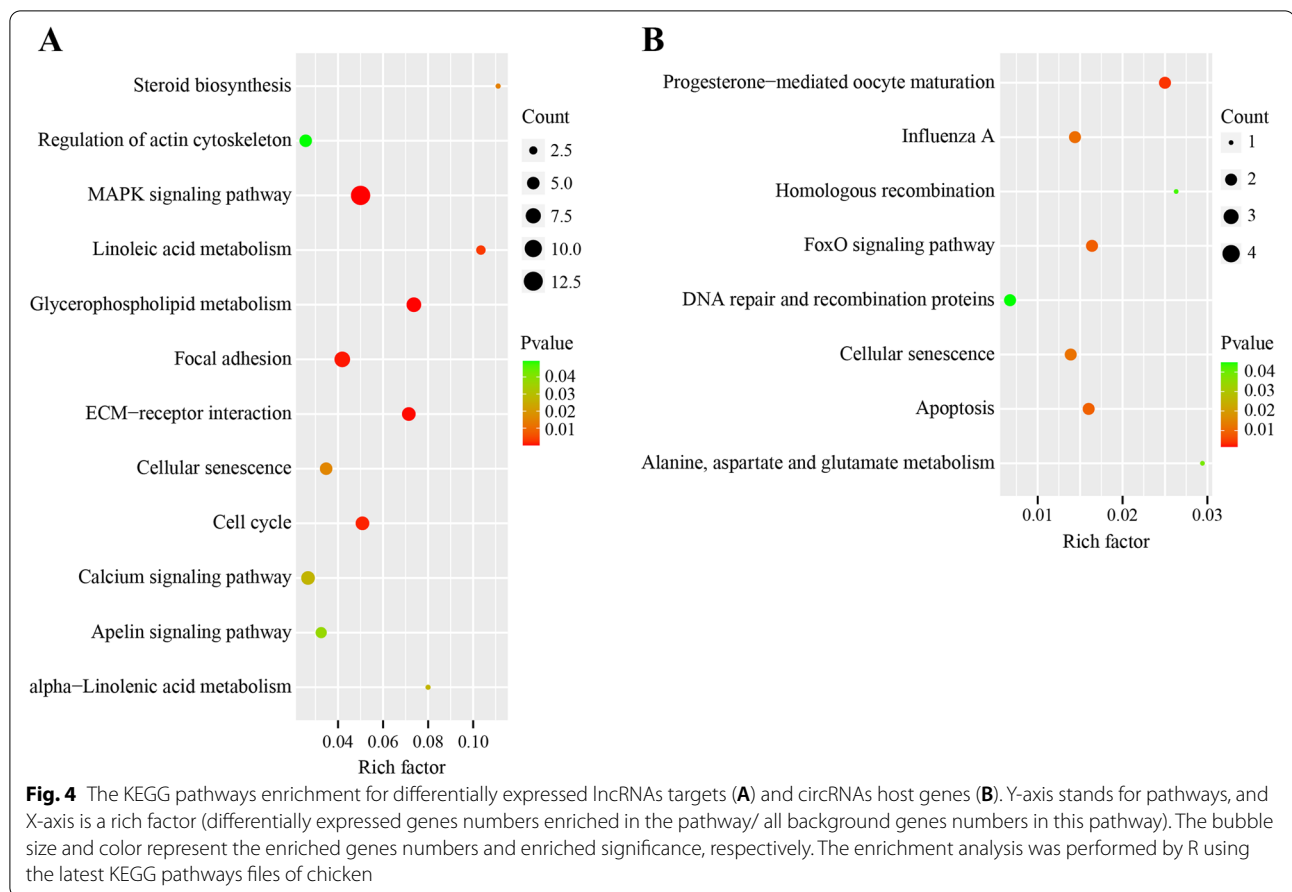 A
Steroid biosynthesis
Regulation of actin cytoskeleton
MAPK signaling pathway
Linoleic acid metabolism
Glycerophospholipid metabolism
Focal adhesion
ECM−receptor interaction
Cellular senescence
Cell cycle
Calcium signaling pathway
Apelin signaling pathway
alpha−Linolenic acid metabolism
0.04 0.06 0.08 0.10
Rich factor
Count
2.5
5.0
7.5
10.0
12.5
Pvalue
0.04
0.03
0.02
0.01
B
Progesterone−mediated oocyte maturation
Influenza A
Homologous recombination
FoxO signaling pathway
DNA repair and recombination proteins
Cellular senescence
Apoptosis
Alanine, aspartate and glutamate metabolism
0.01 0.02 0.03
Rich factor
Count
1
2
3
4
Pvalue
0.04
0.03
0.02
0.01
Fig. 4 The KEGG pathways enrichment for differentially expressed lncRNAs targets (A) and circRNAs host genes (B). Y-axis stands for pathways, and
X-axis is a rich factor (differentially expressed genes numbers enriched in the pathway/ all background genes numbers in this pathway). The bubble
size and color represent the enriched genes numbers and enriched significance, respectively. The enrichment analysis was performed by R using
the latest KEGG pathways files of chicken